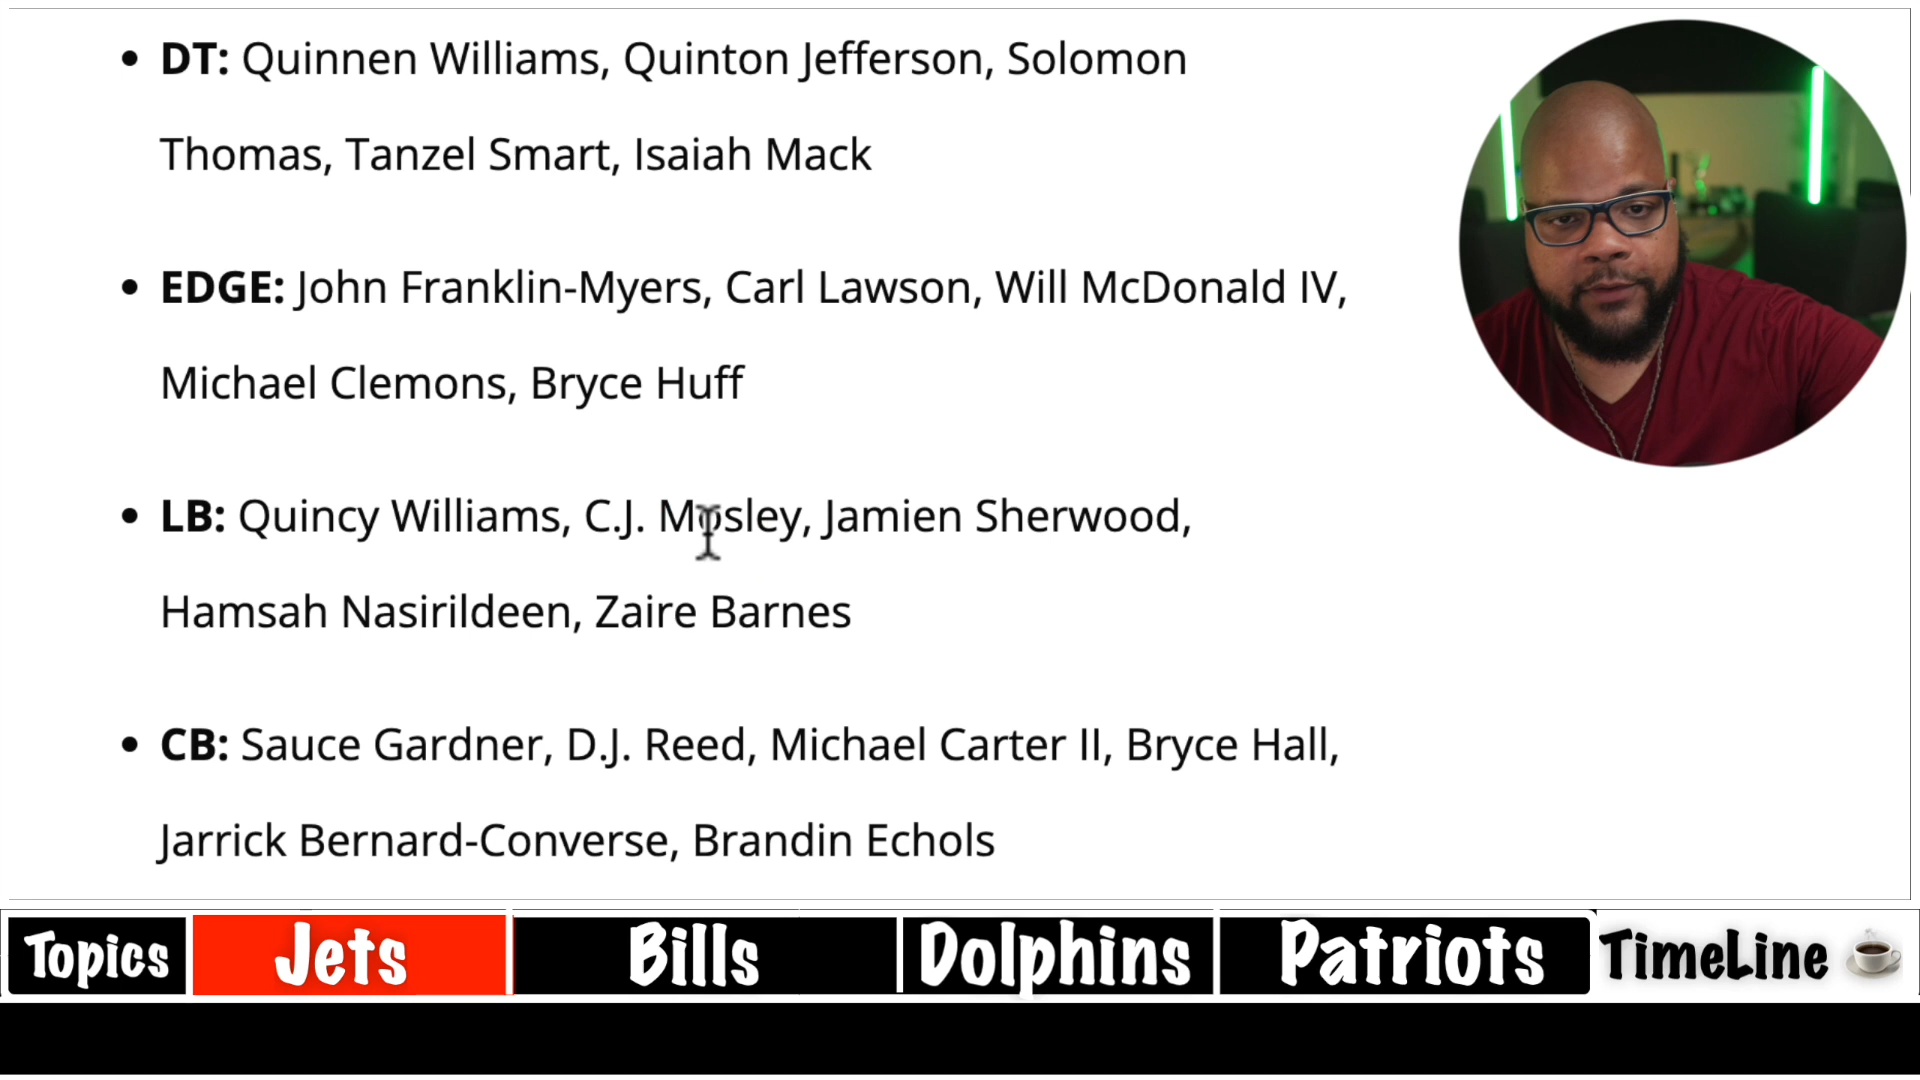 • DT: Quinnen Williams, Quinton Jefferson, Solomon
Thomas, Tanzel Smart, Isaiah Mack
• EDGE: John Franklin-Myers, Carl Lawson, Will McDonald IV,
Michael Clemons, Bryce Huff
• LB: Quincy Williams, C.J. Mosley, Jamien Sherwood,
Hamsah Nasirildeen, Zaire Barnes
• CB: Sauce Gardner, D.J. Reed, Michael Carter II, Bryce Hall,
Jarrick Bernard-Converse, Brandin Echols
Topics Jets Bills Dolphins Patriots TimeLine